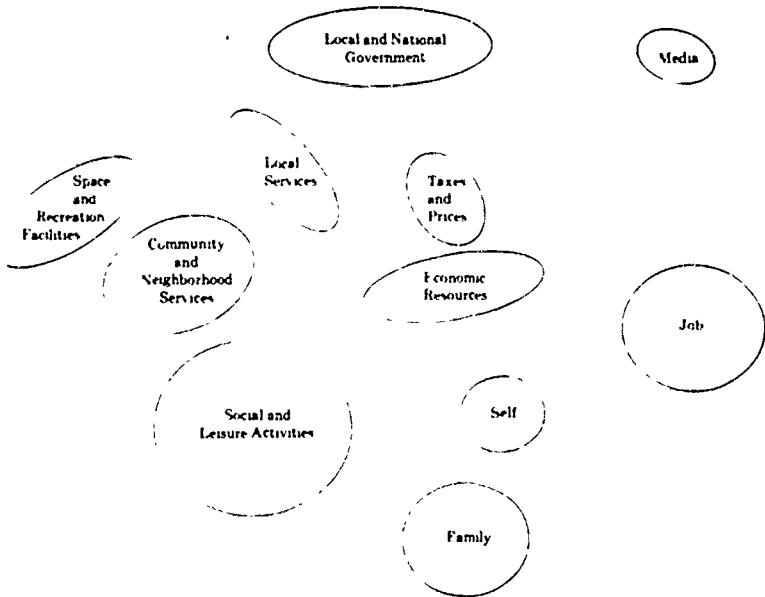 Local and National
Government
Media
Local
Services
Space
and
Recreation
Facilities
Taxes
and
Prices
Community
and
Neighborhood
Services
Economic
Resources
Job
Social and
Leisure Activities
Self
Family